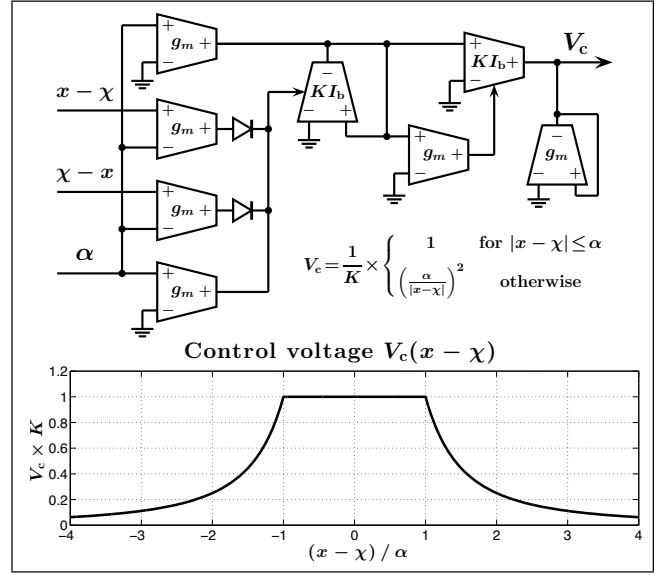 g_m +
+
−
KI_b
−
−
+
KI_b +
+
−
V_c
x − χ
g_m +
+
−
g_m +
+
−
g_m
−
−
+
χ − x
g_m +
+
−
α
g_m +
+
−
V_c = 1/K × { 1 for |x − χ| ≤ α
(α/|x−χ|)² otherwise
Control voltage V_c(x − χ)
V_c × K
1.2
1
0.8
0.6
0.4
0.2
0
−4 −3 −2 −1 0 1 2 3 4
(x − χ) / α